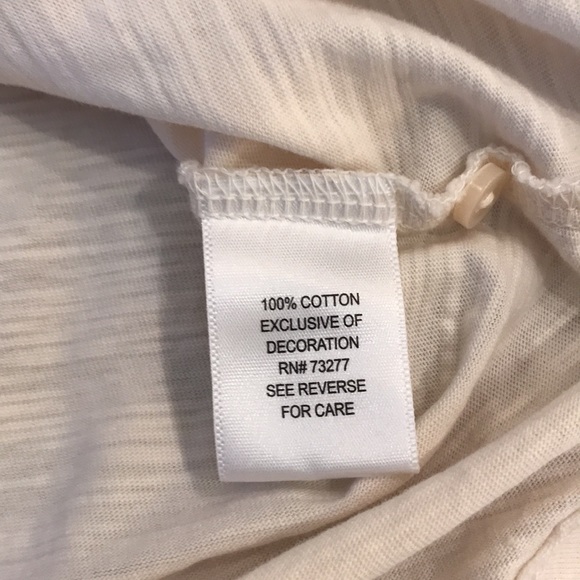 100% COTTON
EXCLUSIVE OF
DECORATION
RN# 73277
SEE REVERSE
FOR CARE